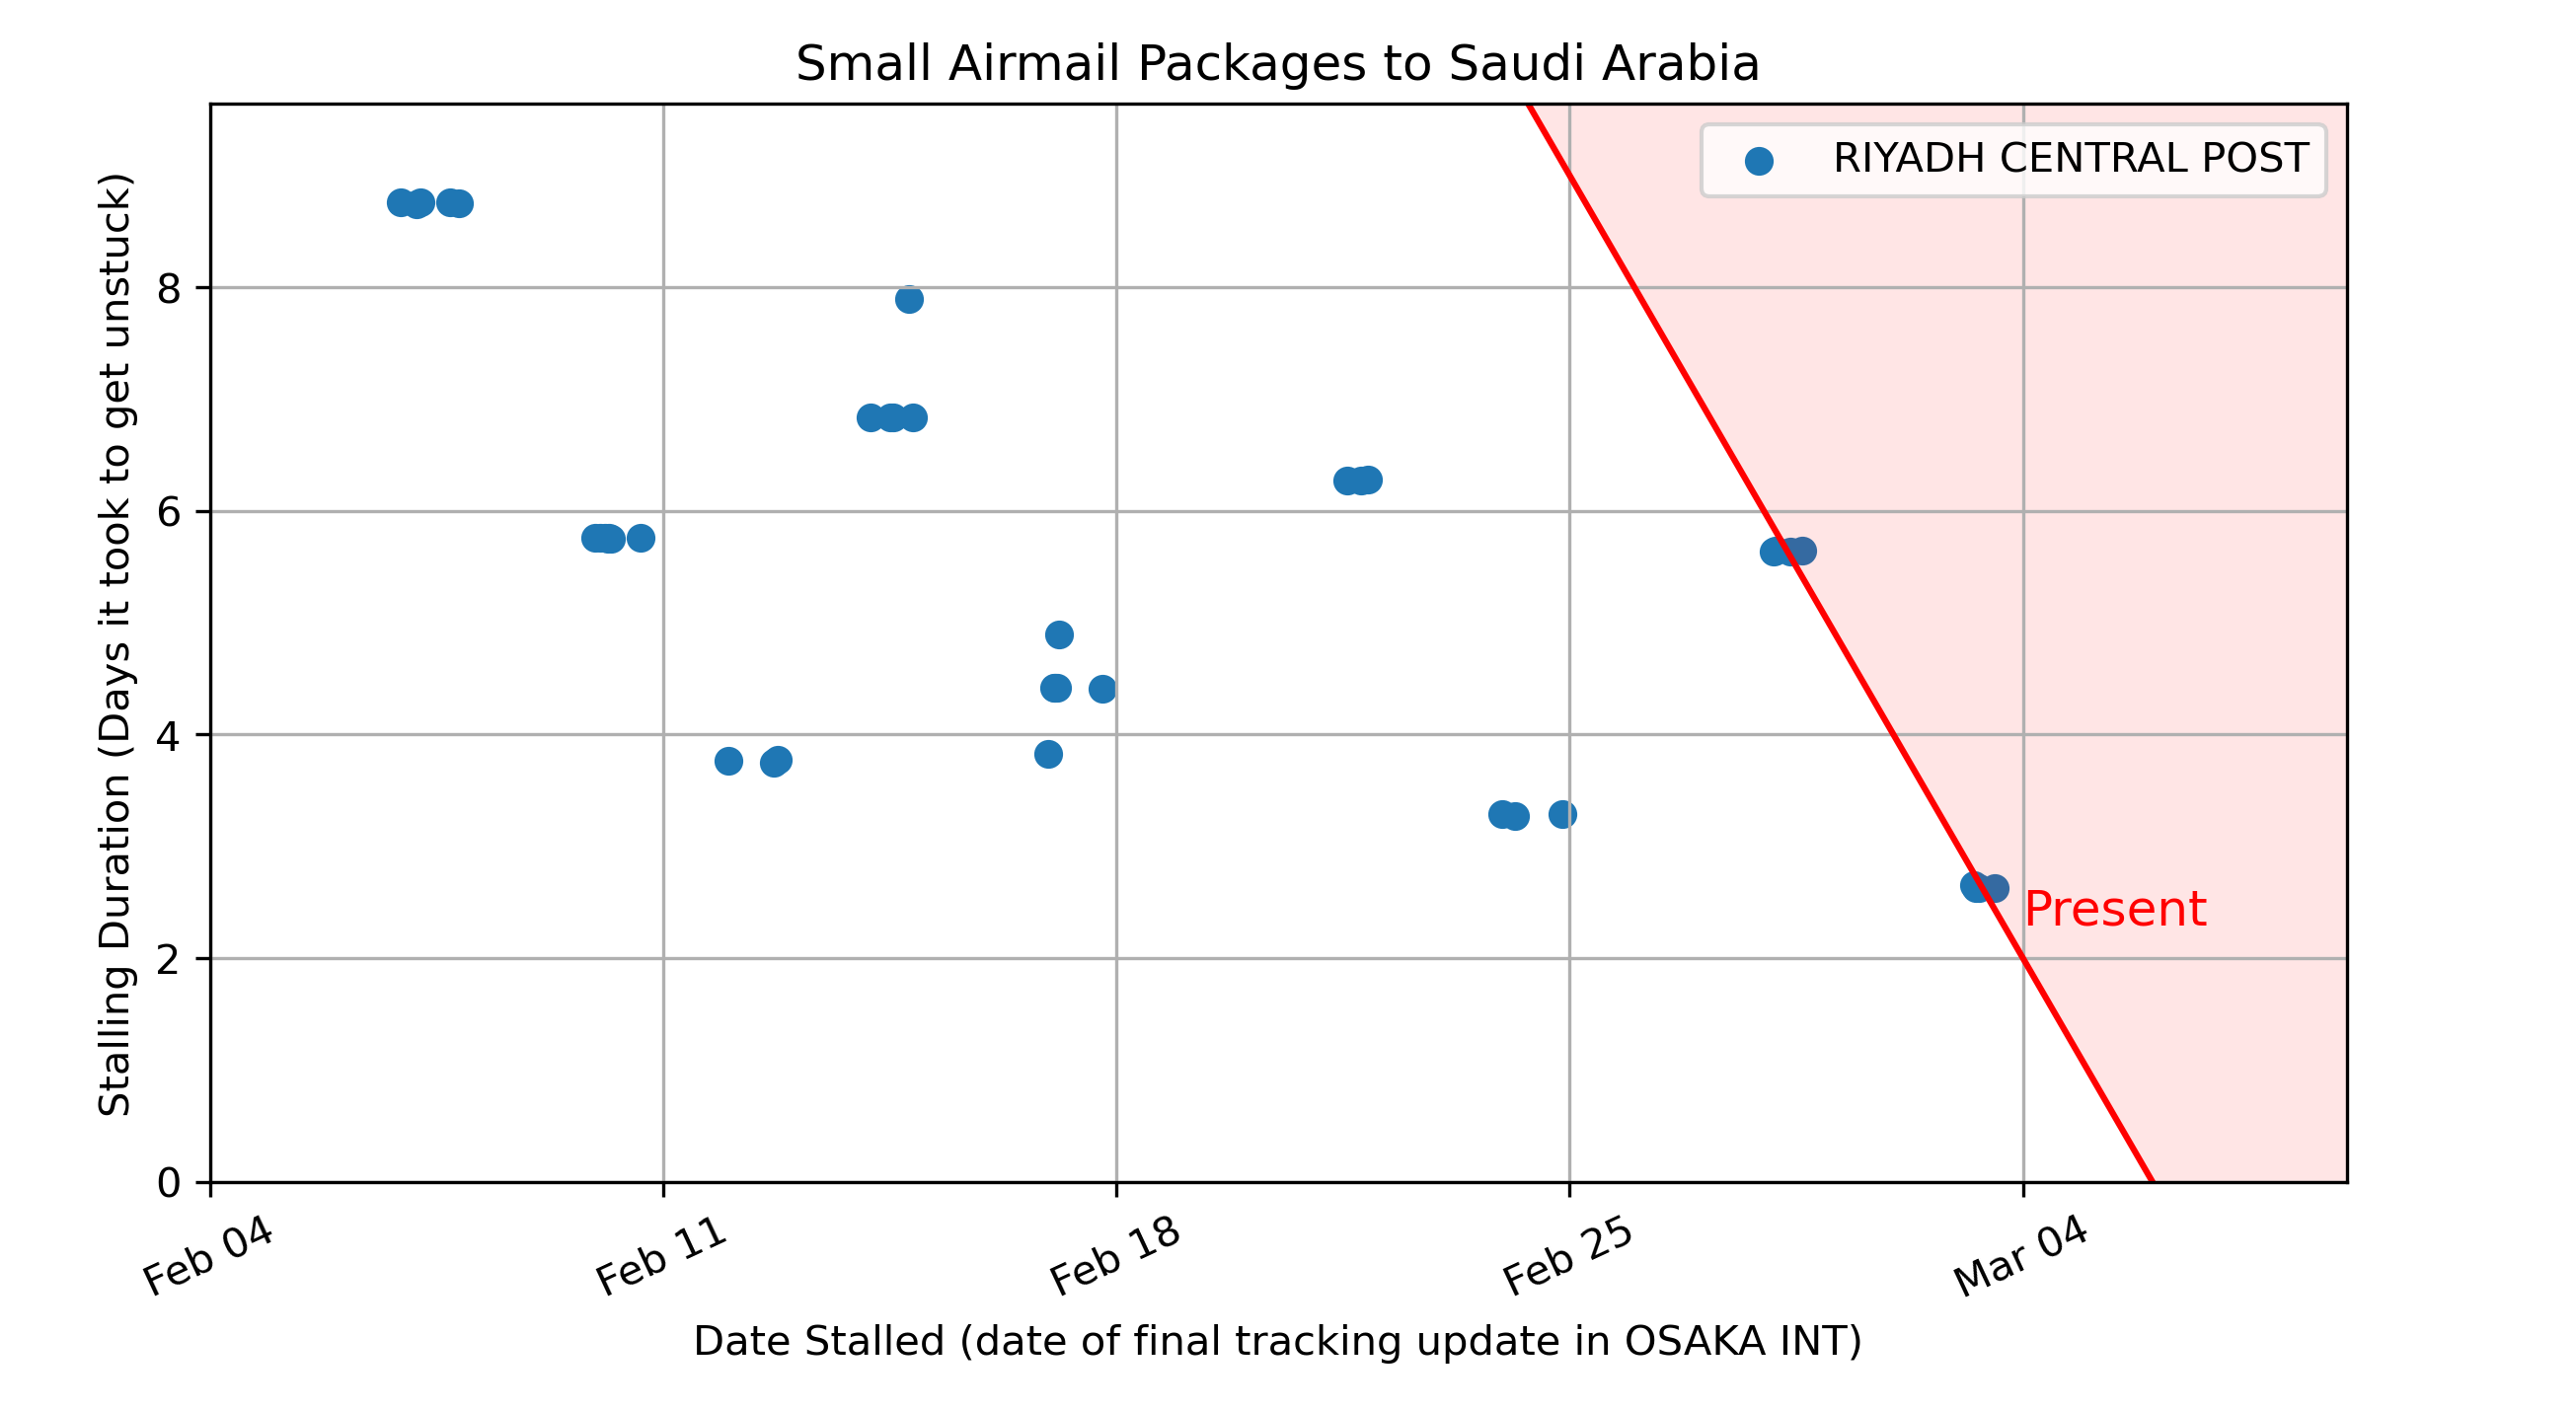 Small Airmail Packages to Saudi Arabia
RIYADH CENTRAL POST
Stalling Duration (Days it took to get unstuck)
8
6
4
2
0
Present
Feb 04
Feb 11
Feb 18
Feb 25
Mar 04
Date Stalled (date of final tracking update in OSAKA INT)